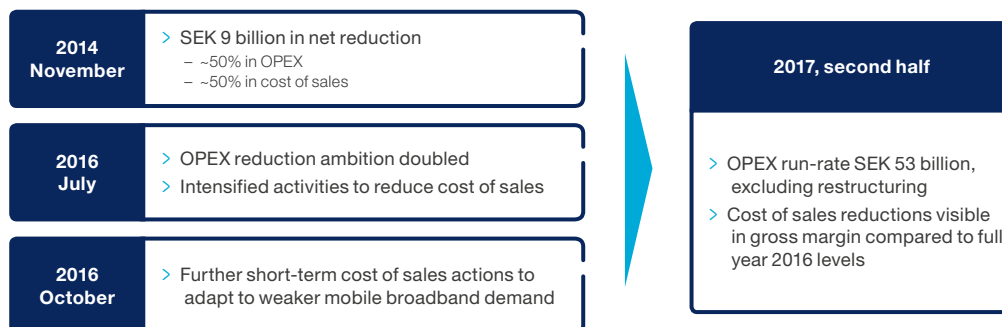 2014
November
> SEK 9 billion in net reduction
– ~50% in OPEX
– ~50% in cost of sales
2016
July
> OPEX reduction ambition doubled
> Intensified activities to reduce cost of sales
2016
October
> Further short-term cost of sales actions to
adapt to weaker mobile broadband demand
2017, second half
> OPEX run-rate SEK 53 billion,
excluding restructuring
> Cost of sales reductions visible
in gross margin compared to full
year 2016 levels